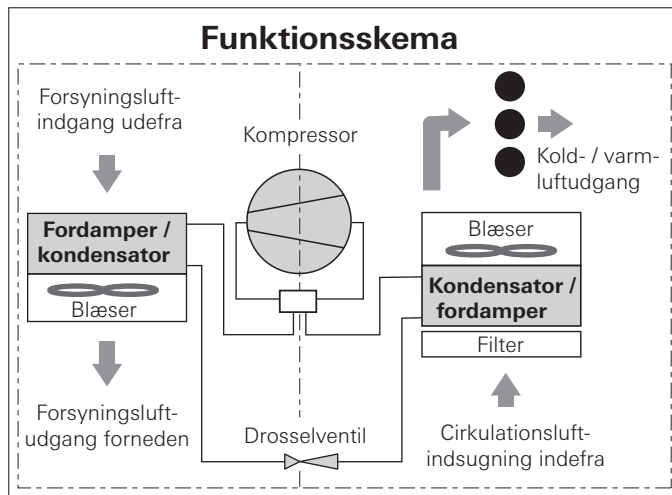 Funktionsskema
Forsyningsluft-
indgang udefra
Kompressor
Kold- / varm-
luftudgang
Fordamper /
kondensator
Blæser
Blæser
Kondensator /
fordamper
Filter
Forsyningsluft-
udgang forneden
Drosselventil
Cirkulationsluft-
indsugning indefra